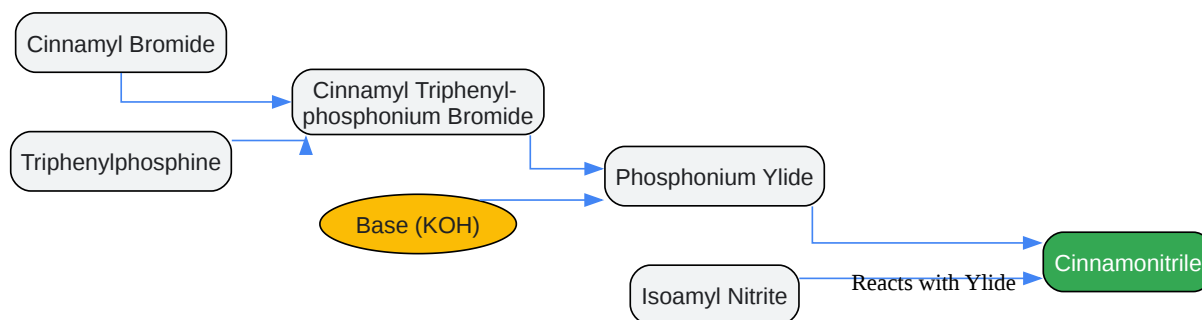 Cinnamyl Bromide
Cinnamyl Triphenyl-
phosphonium Bromide
Triphenylphosphine
Phosphonium Ylide
Base (KOH)
Cinnamonitrile
Reacts with Ylide
Isoamyl Nitrite